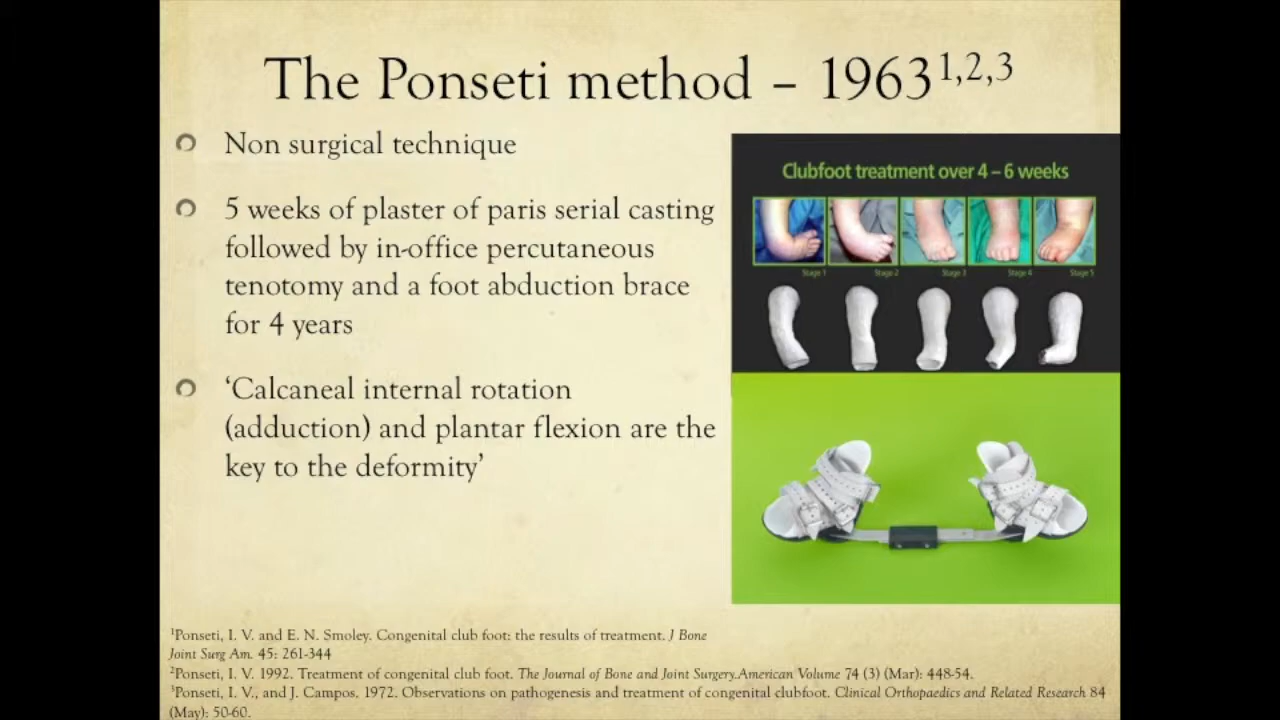 The Ponseti method – 1963¹,²,³
Non surgical technique
5 weeks of plaster of paris serial casting
followed by in-office percutaneous
tenotomy and a foot abduction brace
for 4 years
‘Calcaneal internal rotation
(adduction) and plantar flexion are the
key to the deformity’
Clubfoot treatment over 4 – 6 weeks
Stage 1
Stage 2
Stage 3
Stage 4
Stage 5
¹Ponseti, I. V. and E. N. Smoley. Congenital club foot: the results of treatment. J Bone
Joint Surg Am. 45: 261-344
²Ponseti, I. V. 1992. Treatment of congenital club foot. The Journal of Bone and Joint Surgery.American Volume 74 (3) (Mar): 448-54.
³Ponseti, I. V., and J. Campos. 1972. Observations on pathogenesis and treatment of congenital clubfoot. Clinical Orthopaedics and Related Research 84
(May): 50-60.